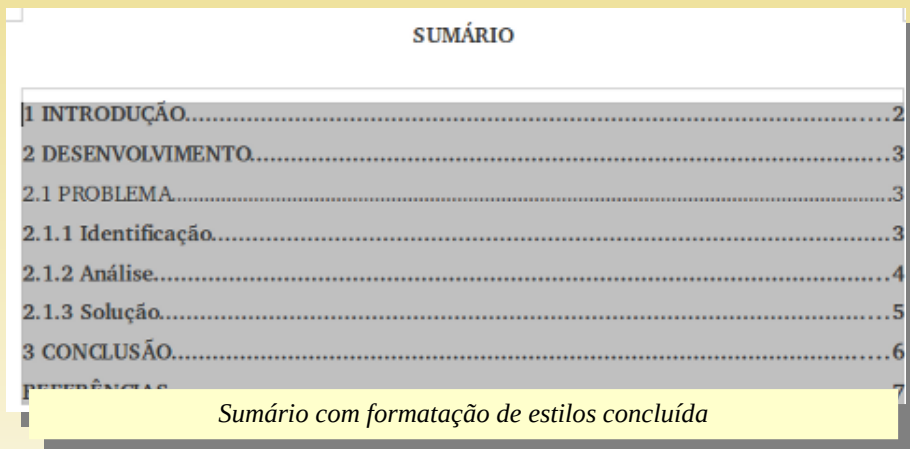 SUMÁRIO
1 INTRODUÇÃO........................................................................................................2
2 DESENVOLVIMENTO..........................................................................................3
2.1 PROBLEMA.........................................................................................................3
2.1.1 Identificação.......................................................................................................3
2.1.2 Análise................................................................................................................4
2.1.3 Solução...............................................................................................................5
3 CONCLUSÃO..........................................................................................................6
REFERÊNCIAS...........................................................................................................7
Sumário com formatação de estilos concluída